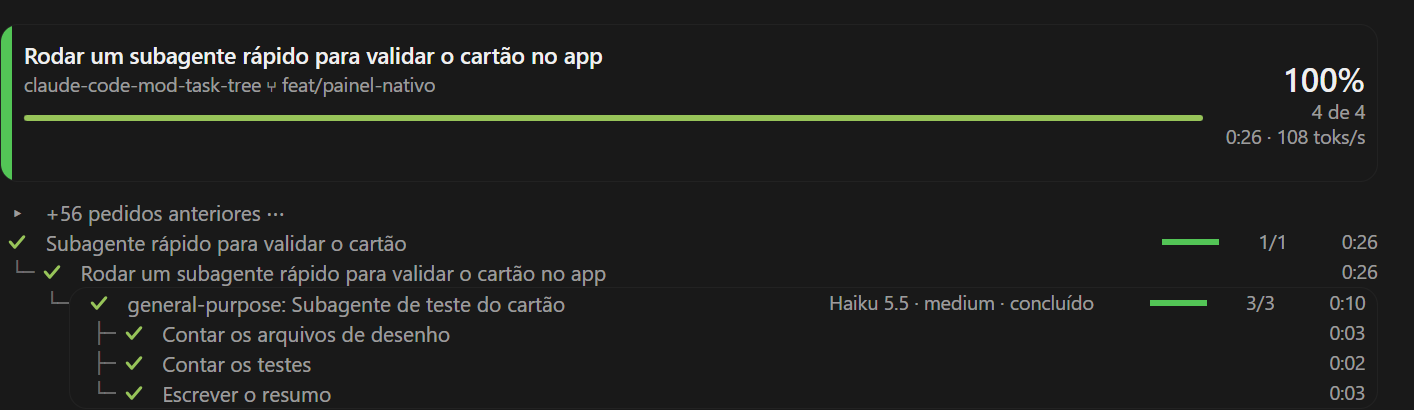 Rodar um subagente rápido para validar o cartão no app
claude-code-mod-task-tree ⑂ feat/painel-nativo
100%
4 de 4
0:26 · 108 toks/s
▸ +56 pedidos anteriores ···
✓ Subagente rápido para validar o cartão 1/1 0:26
└─ ✓ Rodar um subagente rápido para validar o cartão no app 0:26
└─ ✓ general-purpose: Subagente de teste do cartão Haiku 5.5 · medium · concluído 3/3 0:10
├─ ✓ Contar os arquivos de desenho 0:03
├─ ✓ Contar os testes 0:02
└─ ✓ Escrever o resumo 0:03